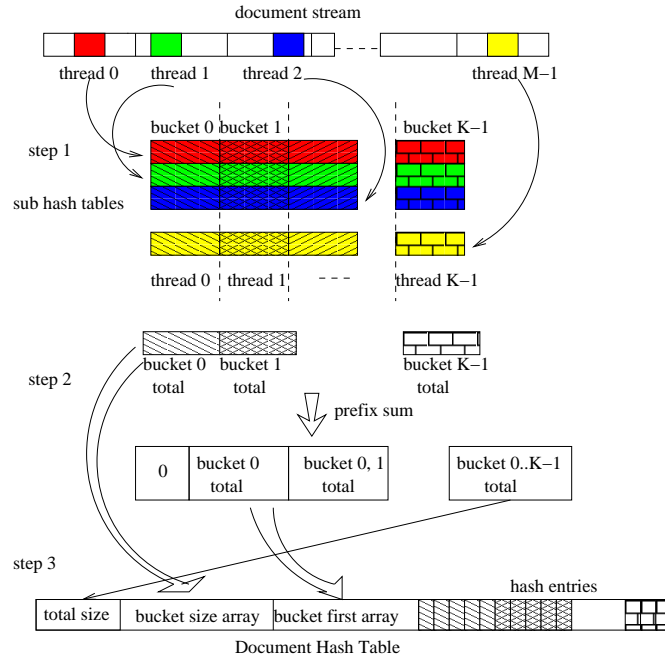 document stream
thread 0
thread 1
thread 2
thread M−1
bucket 0
bucket 1
bucket K−1
step 1
sub hash tables
thread 0
thread 1
thread K−1
bucket 0
total
bucket 1
total
bucket K−1
total
step 2
prefix sum
0
bucket 0
total
bucket 0, 1
total
bucket 0..K−1
total
step 3
hash entries
total size
bucket size array
bucket first array
Document Hash Table